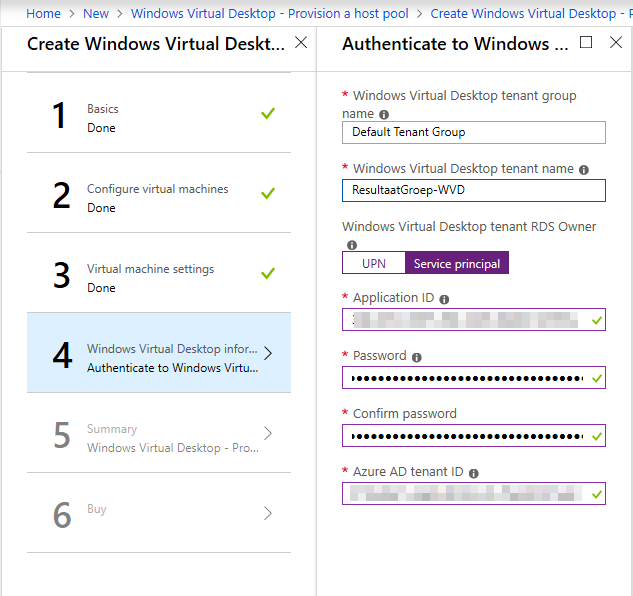 Home > New > Windows Virtual Desktop - Provision a host pool > Create Windows Virtual Desktop -
Create Windows Virtual Deskt...
1 Basics
Done
2 Configure virtual machines
Done
3 Virtual machine settings
Done
4 Windows Virtual Desktop infor...
Authenticate to Windows Virtu...
5 Summary
Windows Virtual Desktop - Pro...
6 Buy
Authenticate to Windows ...
* Windows Virtual Desktop tenant group
name
Default Tenant Group
* Windows Virtual Desktop tenant name
ResultaatGroep-WVD
Windows Virtual Desktop tenant RDS Owner
UPN Service principal
* Application ID
* Password
* Confirm password
* Azure AD tenant ID